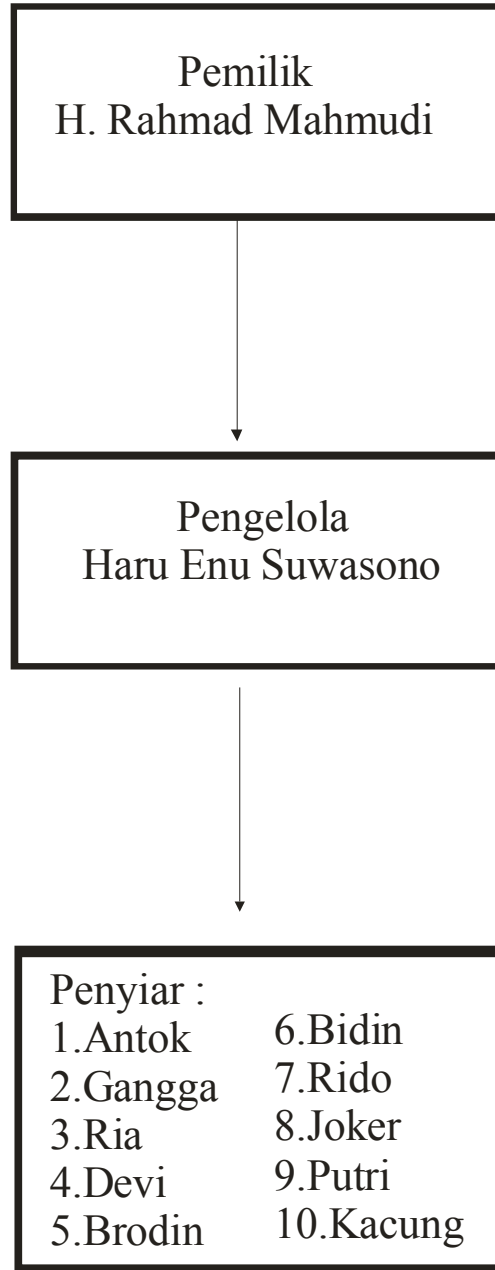 Pemilik
H. Rahmad Mahmudi
Pengelola
Haru Enu Suwasono
Penyiar :
1.Antok
2.Gangga
3.Ria
4.Devi
5.Brodin
6.Bidin
7.Rido
8.Joker
9.Putri
10.Kacung